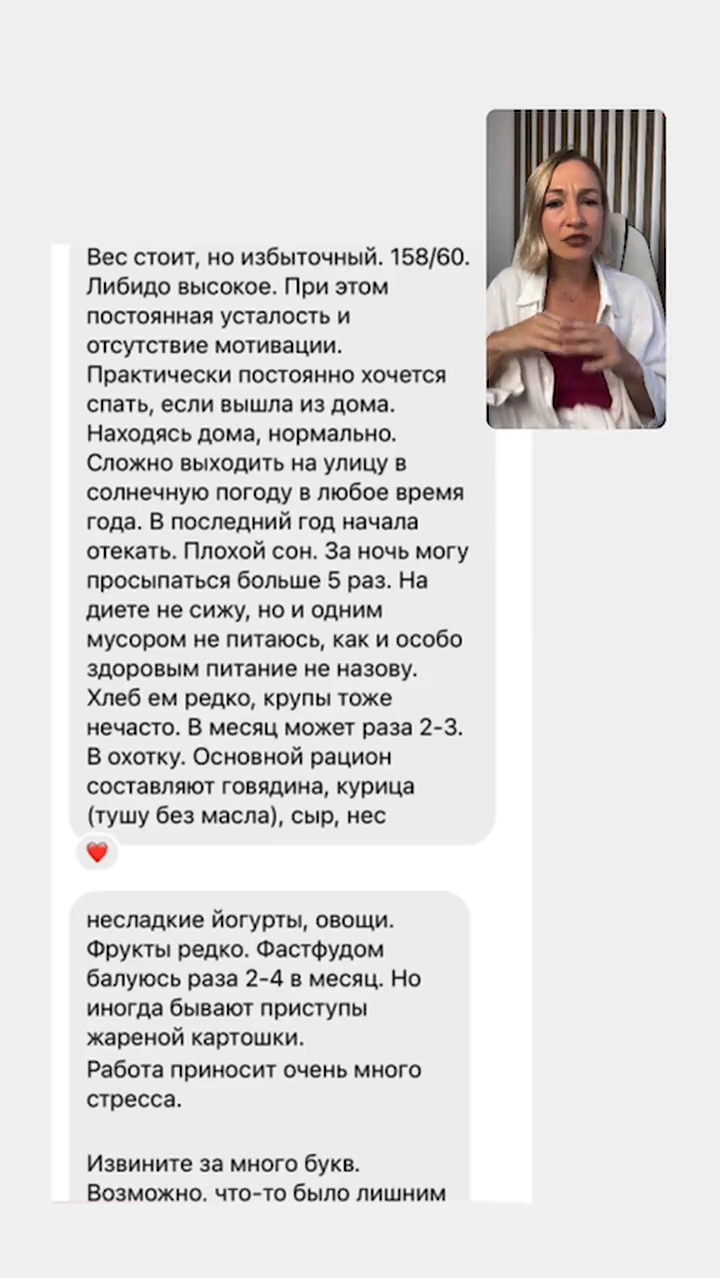 Вес стоит, но избыточный. 158/60.
Либидо высокое. При этом
постоянная усталость и
отсутствие мотивации.
Практически постоянно хочется
спать, если вышла из дома.
Находясь дома, нормально.
Сложно выходить на улицу в
солнечную погоду в любое время
года. В последний год начала
отекать. Плохой сон. За ночь могу
просыпаться больше 5 раз. На
диете не сижу, но и одним
мусором не питаюсь, как и особо
здоровым питание не назову.
Хлеб ем редко, крупы тоже
нечасто. В месяц может раза 2-3.
В охотку. Основной рацион
составляют говядина, курица
(тушу без масла), сыр, нес
несладкие йогурты, овощи.
Фрукты редко. Фастфудом
балуюсь раза 2-4 в месяц. Но
иногда бывают приступы
жареной картошки.
Работа приносит очень много
стресса.
Извините за много букв.
Возможно, что-то было лишним